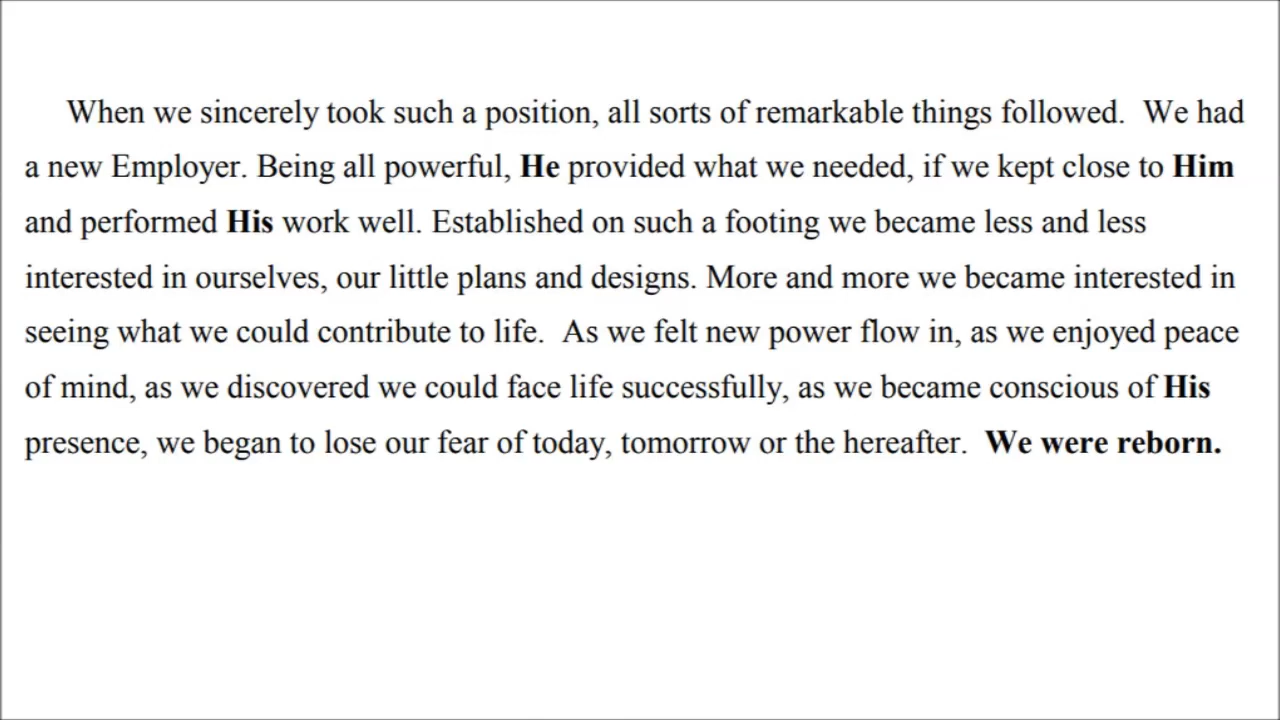 When we sincerely took such a position, all sorts of remarkable things followed.  We had
a new Employer. Being all powerful, He provided what we needed, if we kept close to Him
and performed His work well. Established on such a footing we became less and less
interested in ourselves, our little plans and designs. More and more we became interested in
seeing what we could contribute to life.  As we felt new power flow in, as we enjoyed peace
of mind, as we discovered we could face life successfully, as we became conscious of His
presence, we began to lose our fear of today, tomorrow or the hereafter.  We were reborn.